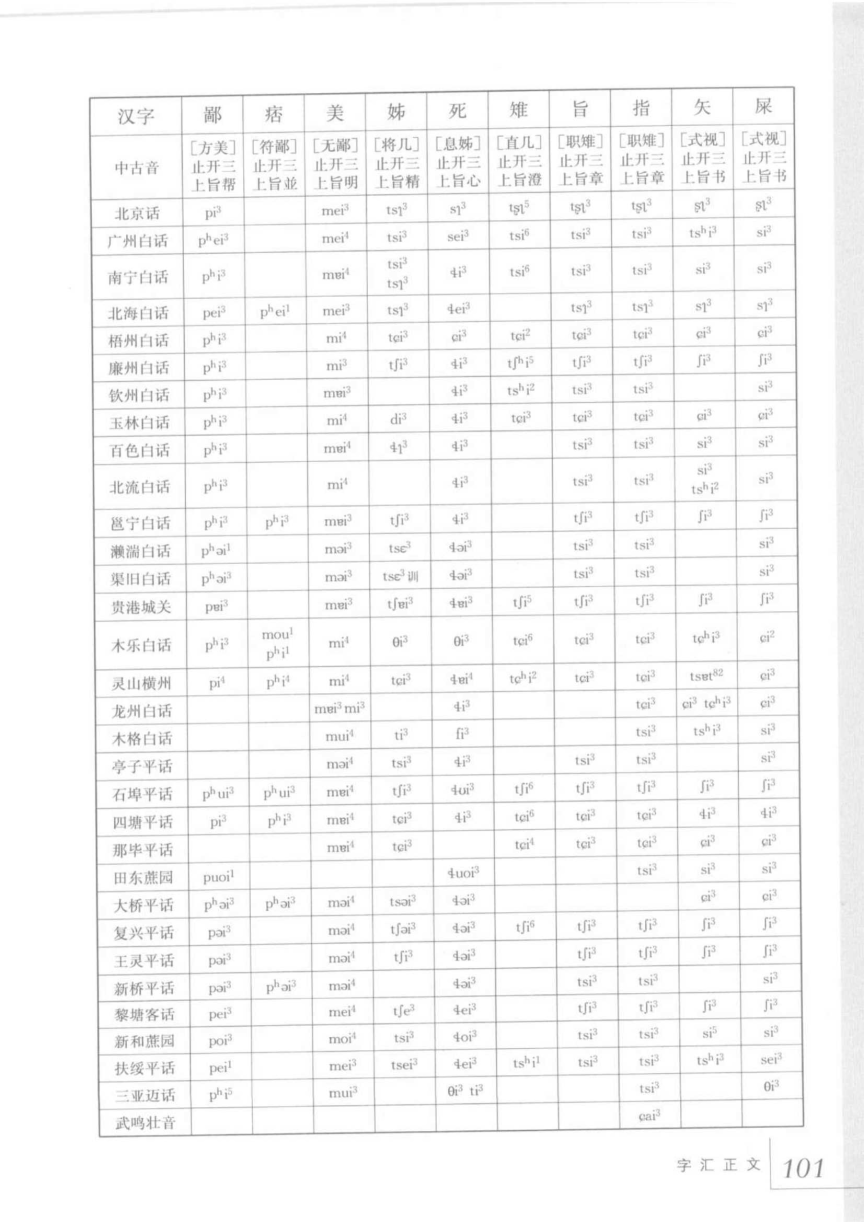 汉字 鄙 痞 美 姊 死 雉 旨 指 矢 屎
中古音 [方美]止开三上旨帮 [符鄙]止开三上旨並 [无鄙]止开三上旨明 [将几]止开三上旨精 [息姊]止开三上旨心 [直几]止开三上旨澄 [职雉]止开三上旨章 [职雉]止开三上旨章 [式视]止开三上旨书 [式视]止开三上旨书
北京话 pi³ mei³ tsɿ³ sɿ³ tʂʅ⁵ tʂʅ³ tʂʅ³ ʂʅ³ ʂʅ³
广州白话 pʰei³ mei⁴ tsi³ sei³ tsi⁶ tsi³ tsi³ tsʰi³ si³
南宁白话 pʰi³ mɐi⁴ tsi³ tsɿ³ ɬi³ tsi⁶ tsi³ tsi³ si³ si³
北海白话 pei³ pʰei¹ mei³ tsɿ³ ɬei³ tsɿ³ tsɿ³ sɿ³ sɿ³
梧州白话 pʰi³ mi⁴ tɕi³ ɕi³ tɕi² tɕi³ tɕi³ ɕi³ ɕi³
廉州白话 pʰi³ mi³ tʃi³ ɬi³ tʃʰi⁵ tʃi³ tʃi³ ʃi³ ʃi³
钦州白话 pʰi³ mɐi³ ɬi³ tsʰi² tsi³ tsi³ si³
玉林白话 pʰi³ mi⁴ di³ ɬi³ tɕi³ tɕi³ tɕi³ ɕi³ ɕi³
百色白话 pʰi³ mɐi⁴ ɬɿ³ ɬi³ tsi³ tsi³ si³ si³
北流白话 pʰi³ mi⁴ ɬi³ tsi³ tsi³ si³ tsʰi² si³
邕宁白话 pʰi³ pʰi³ mɐi³ tʃi³ ɬi³ tʃi³ tʃi³ ʃi³ ʃi³
濑湍白话 pʰəi¹ məi³ tsɛ³ ɬəi³ tsi³ tsi³ si³
渠旧白话 pʰəi³ məi³ tsɛ³训 ɬəi³ tsi³ tsi³ si³
贵港城关 pɐi³ mɐi³ tʃɐi³ ɬɐi³ tʃi⁵ tʃi³ tʃi³ ʃi³ ʃi³
木乐白话 pʰi³ mou¹ pʰi¹ mi⁴ θi³ θi³ tɕi⁶ tɕi³ tɕi³ tɕʰi³ ɕi²
灵山横州 pi⁴ pʰi⁴ mi⁴ tɕi³ ɬɐi⁴ tɕʰi² tɕi³ tɕi³ tsɐt⁸² ɕi³
龙州白话 mɐi³ mi³ ɬi³ tɕi³ ɕi³ tɕʰi³ ɕi³
木格白话 mui⁴ ti³ fi³ tsi³ tsʰi³ si³
亭子平话 məi⁴ tsi³ ɬi³ tsi³ tsi³ si³
石埠平话 pʰui³ pʰui³ mɐi⁴ tʃi³ ɬui³ tʃi⁶ tʃi³ tʃi³ ʃi³ ʃi³
四塘平话 pi³ pʰi³ mɐi⁴ tɕi³ ɬi³ tɕi⁶ tɕi³ tɕi³ ɬi³ ɬi³
那毕平话 mɐi⁴ tɕi³ tɕi⁴ tɕi³ tɕi³ ɕi³ ɕi³
田东蔗园 puoi¹ ɬuoi³ tsi³ si³ si³
大桥平话 pʰəi³ pʰəi³ məi⁴ tsəi³ ɬəi³ ɕi³ ɕi³
复兴平话 pəi³ məi⁴ tʃəi³ ɬəi³ tʃi⁶ tʃi³ tʃi³ ʃi³ ʃi³
王灵平话 pəi³ məi⁴ tʃi³ ɬəi³ tʃi³ tʃi³ ʃi³ ʃi³
新桥平话 pəi³ pʰəi³ məi⁴ ɬəi³ tsi³ tsi³ si³
黎塘客话 pei³ mei⁴ tʃe³ ɬei³ tʃi³ tʃi³ ʃi³ ʃi³
新和蔗园 poi³ moi⁴ tsi³ ɬoi³ tsi³ tsi³ si⁵ si³
扶绥平话 pei¹ mei³ tsei³ ɬei³ tsʰi¹ tsi³ tsi³ tsʰi³ sei³
三亚迈话 pʰi⁵ mui³ θi³ ti³ tsi³ θi³
武鸣壮音 ɕai³
字汇正文 101